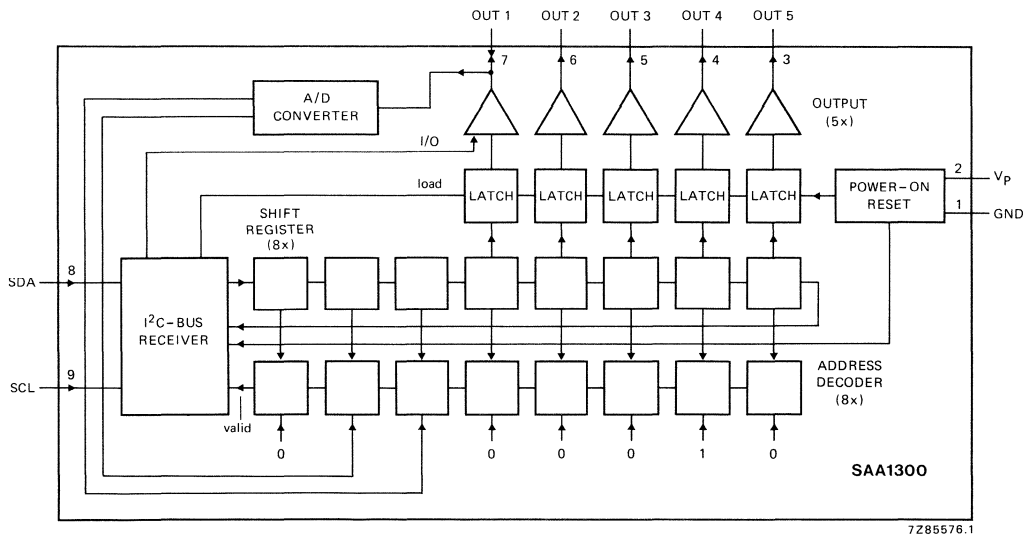 OUT 1 OUT 2 OUT 3 OUT 4 OUT 5
7 6 5 4 3
A/D
CONVERTER
OUTPUT
(5x)
I/O
load
LATCH LATCH LATCH LATCH LATCH
POWER-ON
RESET
2
VP
1
GND
SHIFT
REGISTER
(8x)
SDA
8
I²C-BUS
RECEIVER
SCL
9
ADDRESS
DECODER
(8x)
valid
0 0 0 0 1 0
SAA1300
7Z85576.1